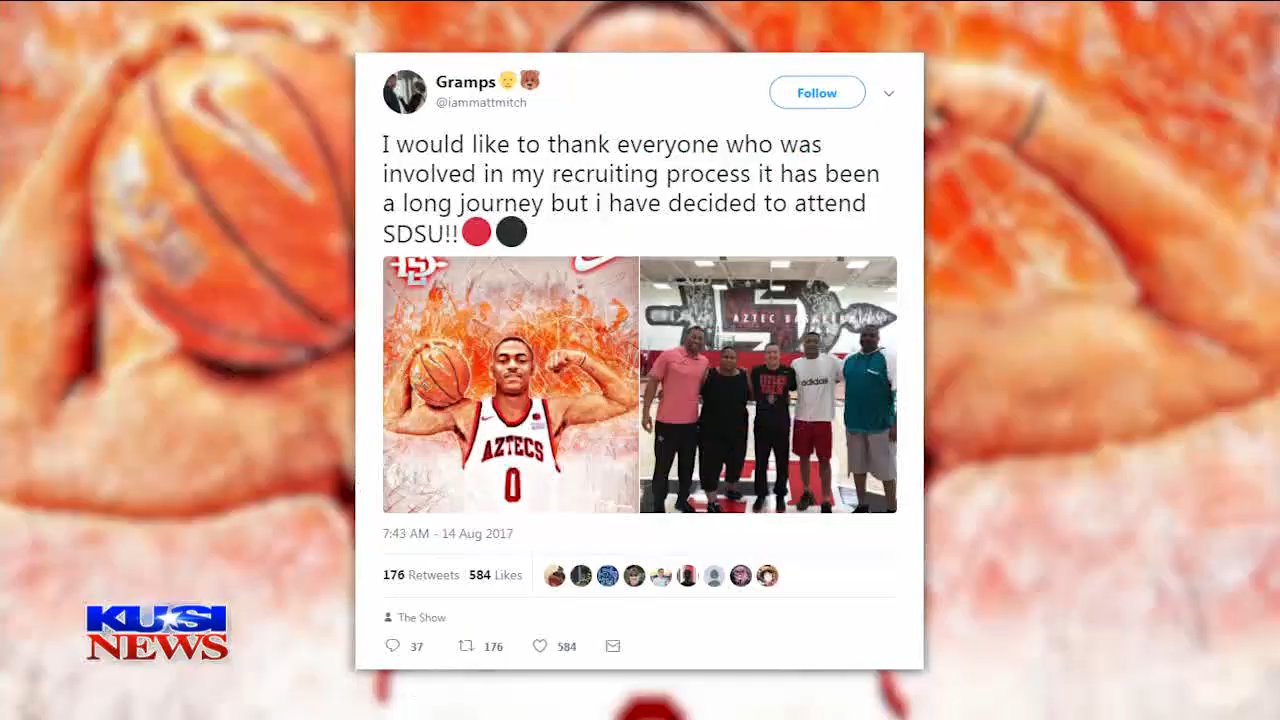 Gramps
@iammattmitch
Follow
I would like to thank everyone who was
involved in my recruiting process it has been
a long journey but i have decided to attend
SDSU!!
SD
AZTEC BASKETBALL
adidas
AZTECS
0
7:43 AM - 14 Aug 2017
176 Retweets 584 Likes
The Show
37 176 584
KUSI
NEWS